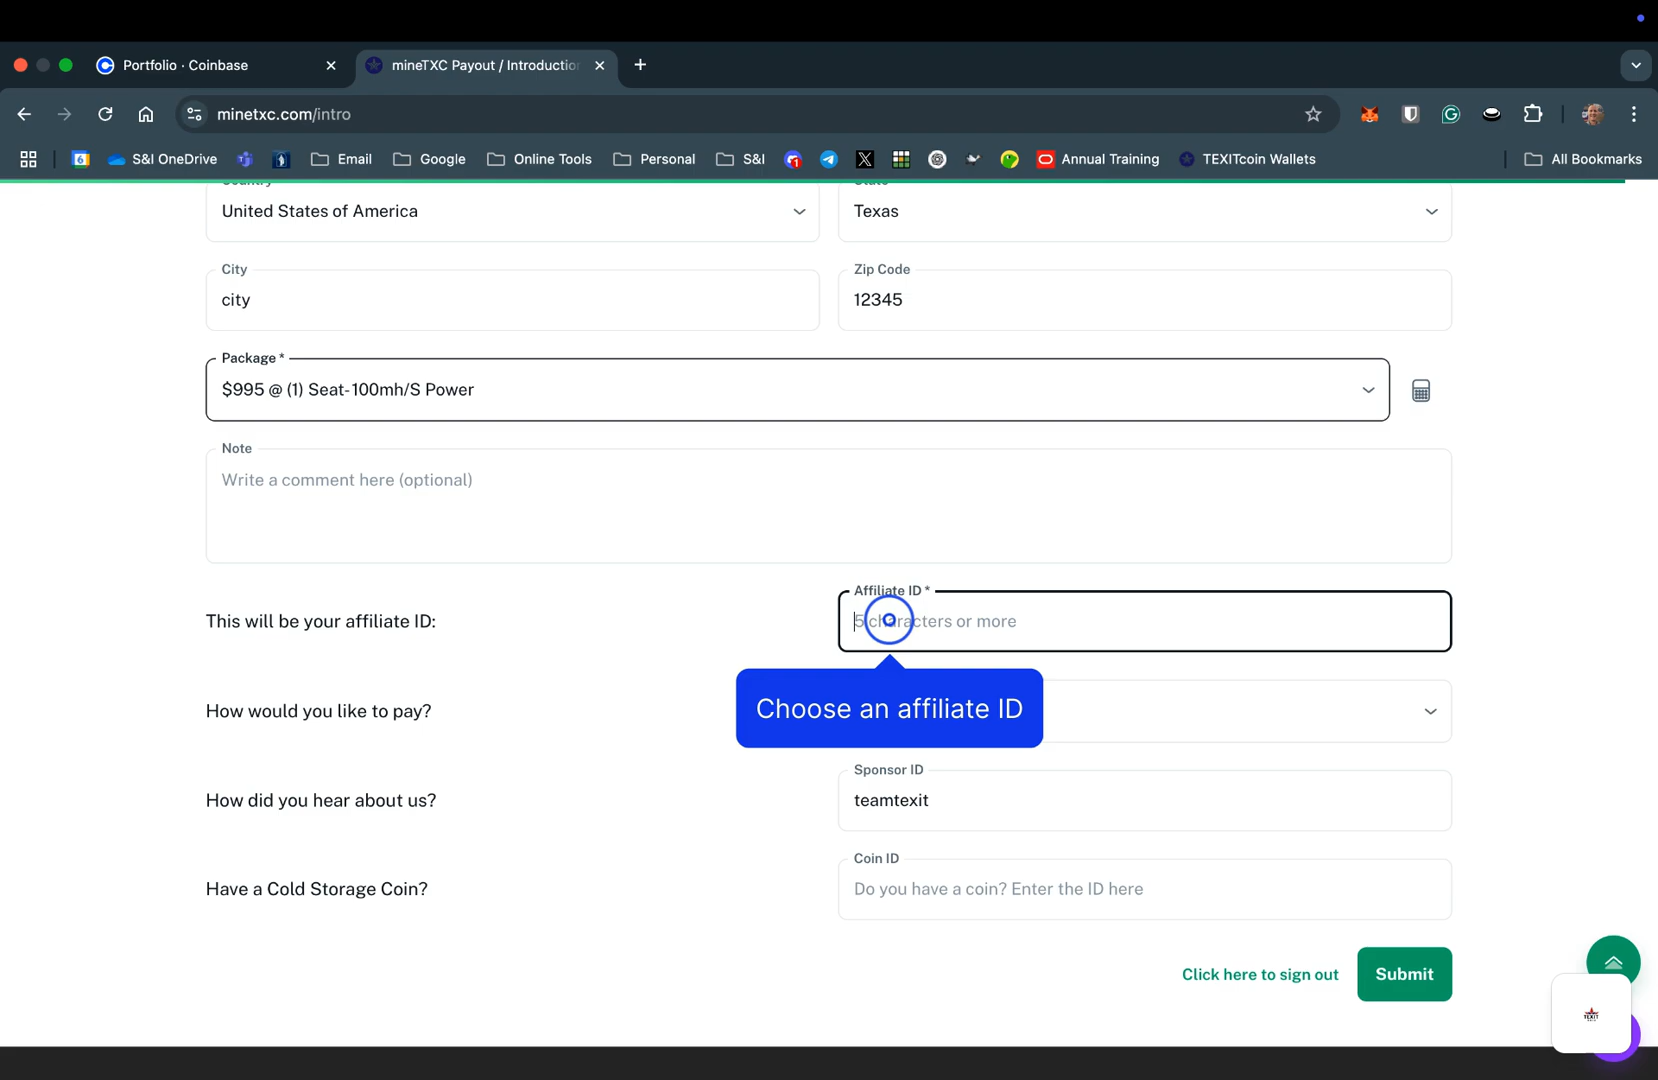 Portfolio · Coinbase
mineTXC Payout / Introduction
minetxc.com/intro
S&I OneDrive
Email
Google
Online Tools
Personal
S&I
Annual Training
TEXITcoin Wallets
All Bookmarks
Country
State
United States of America
Texas
City
Zip Code
city
12345
Package *
$995 @ (1) Seat-100mh/S Power
Note
Write a comment here (optional)
Affiliate ID *
This will be your affiliate ID:
5 characters or more
Choose an affiliate ID
How would you like to pay?
Sponsor ID
How did you hear about us?
teamtexit
Coin ID
Have a Cold Storage Coin?
Do you have a coin? Enter the ID here
Click here to sign out
Submit
TEXIT